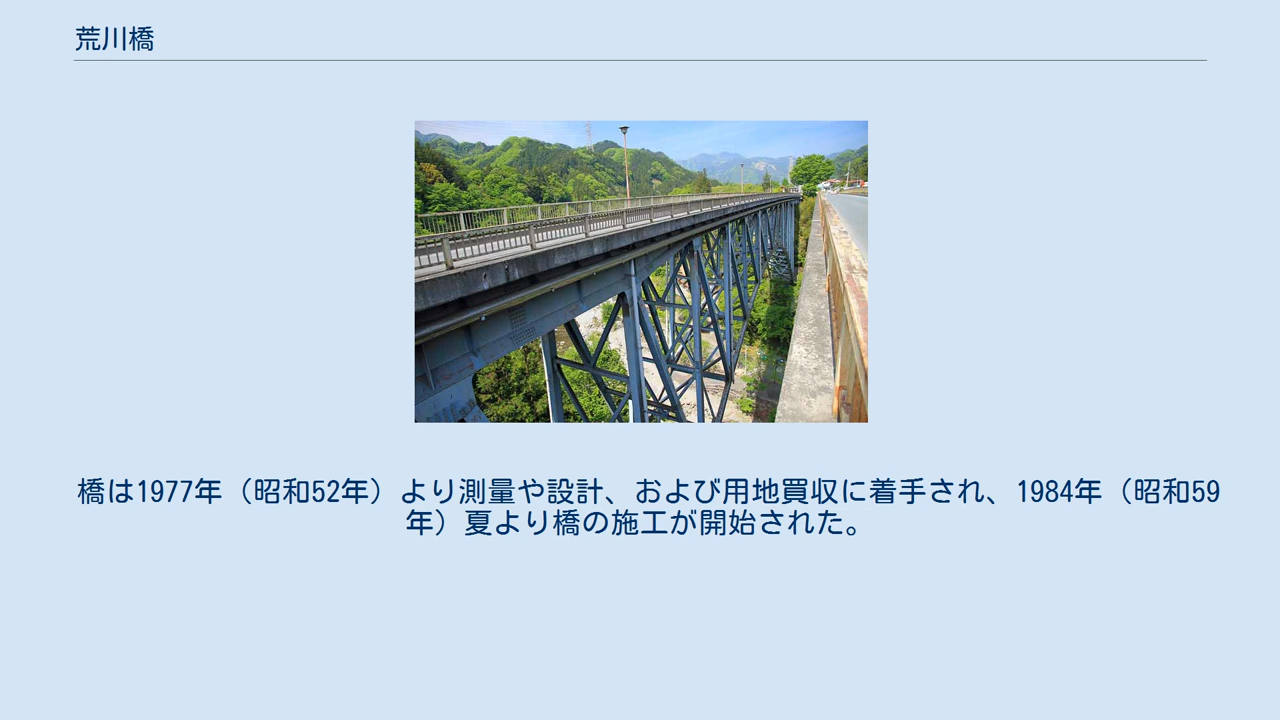 荒川橋
橋は1977年（昭和52年）より測量や設計、および用地買収に着手され、1984年（昭和59
年）夏より橋の施工が開始された。